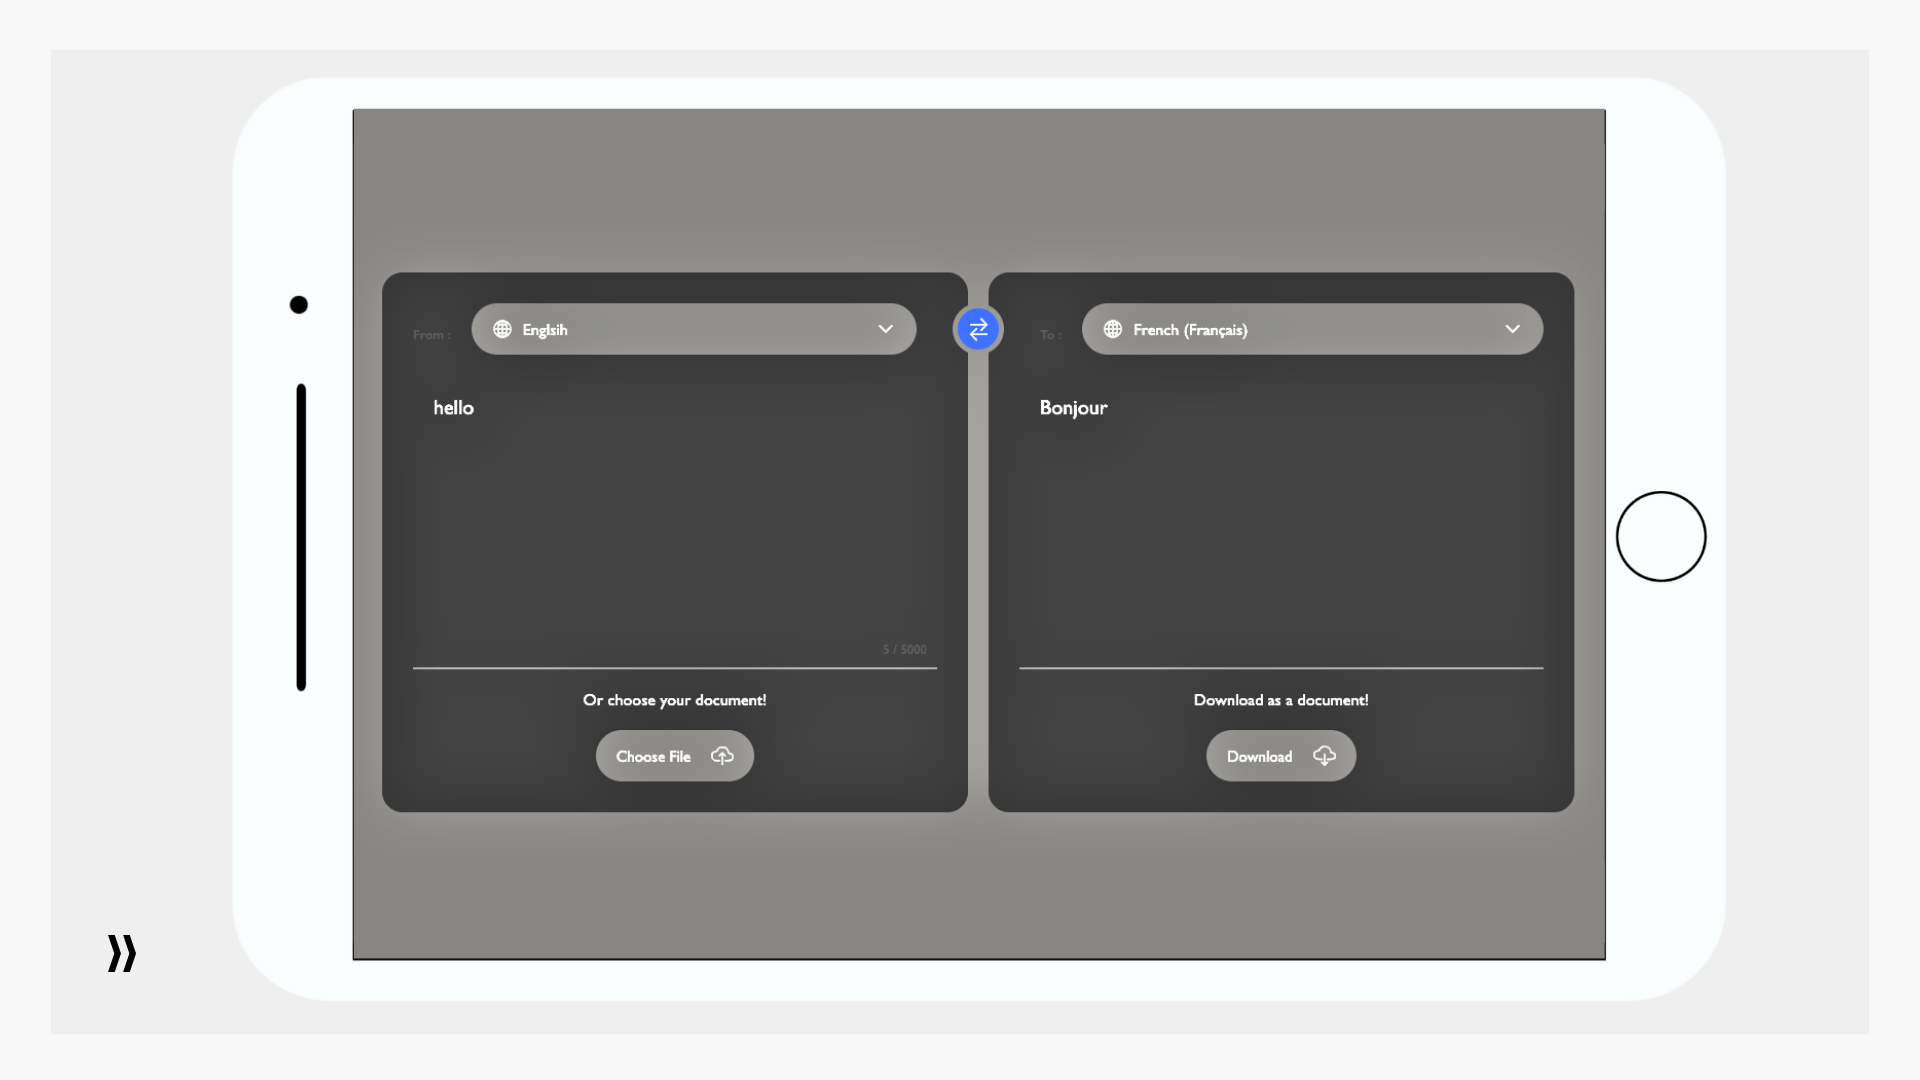 From :
Englsih
hello
5 / 5000
Or choose your document!
Choose File
To :
French (Français)
Bonjour
Download as a document!
Download